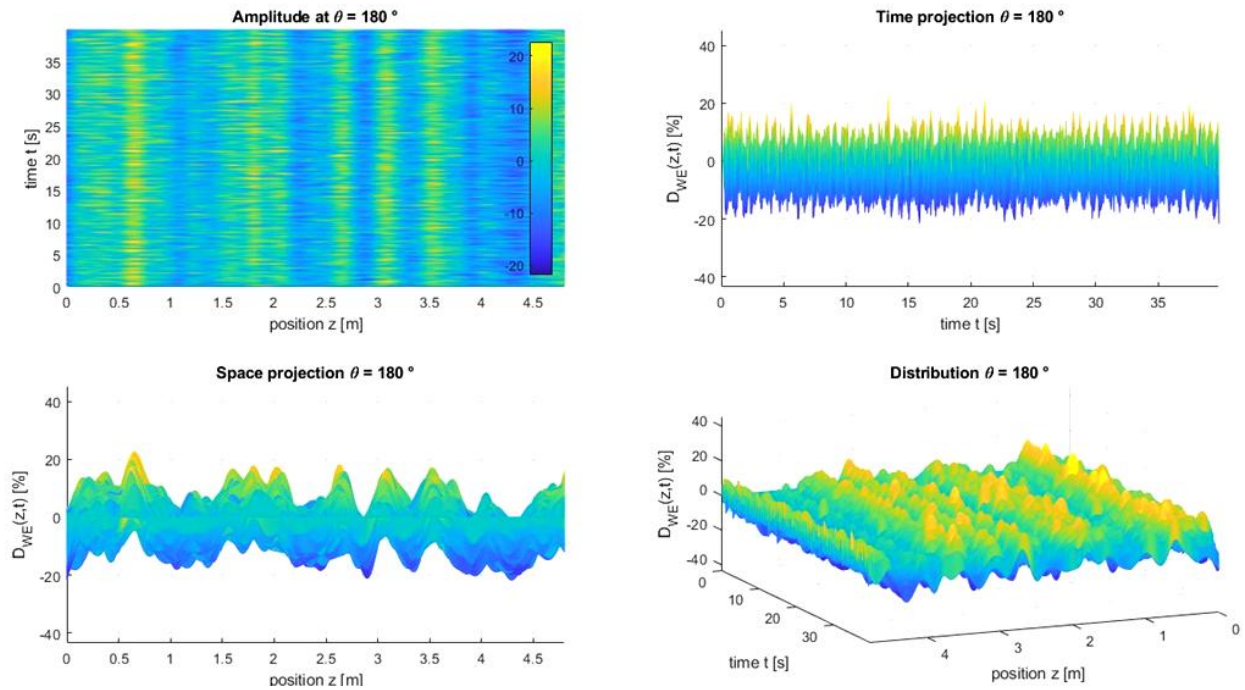 Amplitude at θ = 180 °
time t [s]
40
35
30
25
20
15
10
5
0
20
10
0
-10
-20
0 0.5 1 1.5 2 2.5 3 3.5 4 4.5
position z [m]
Time projection θ = 180 °
D_WE(z,t) [%]
40
20
0
-20
-40
0 5 10 15 20 25 30 35
time t [s]
Space projection θ = 180 °
D_WE(z,t) [%]
40
20
0
-20
-40
0 0.5 1 1.5 2 2.5 3 3.5 4 4.5
position z [m]
Distribution θ = 180 °
D_WE(z,t) [%]
40
20
0
-20
-40
0
10
20
30
time t [s]
4 3 2 1 0
position z [m]